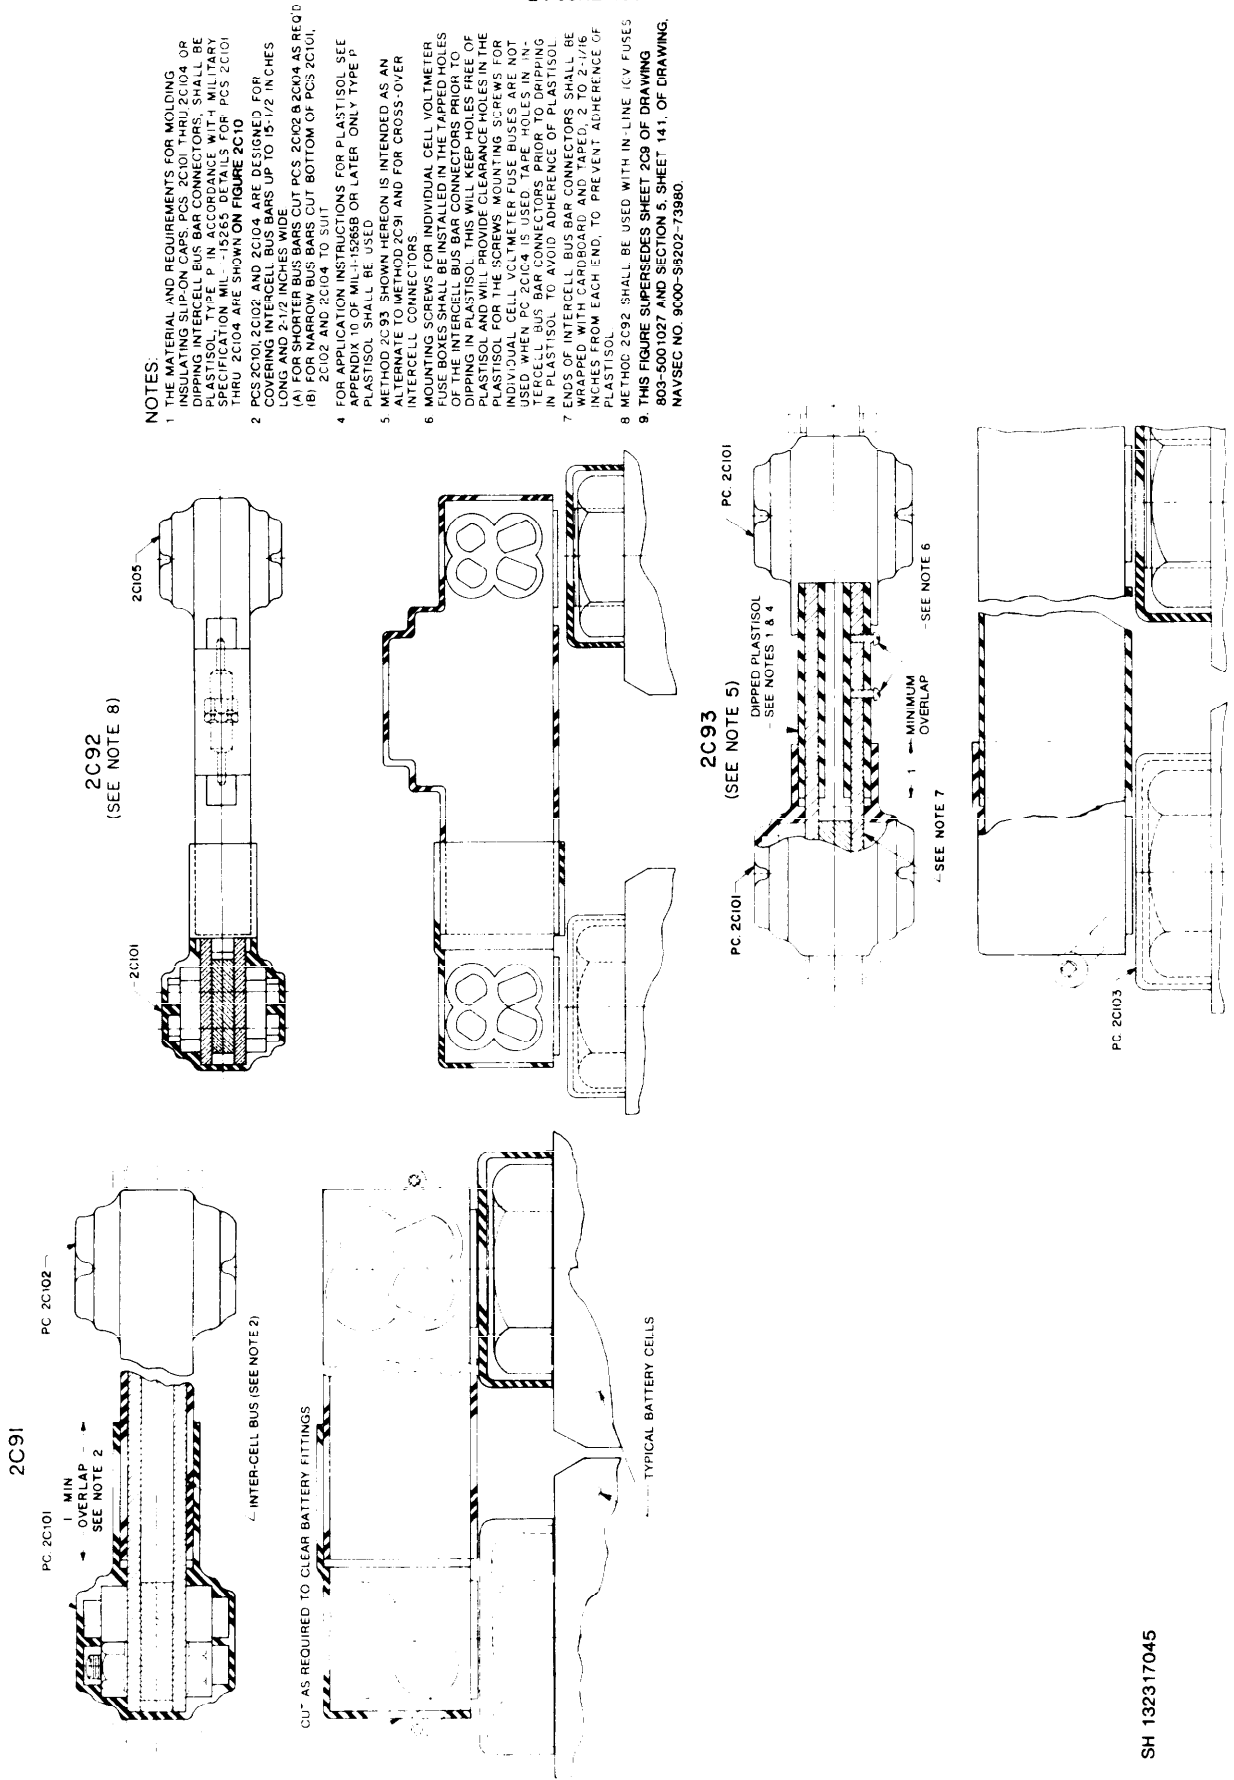 NOTES:
1 THE MATERIAL AND REQUIREMENTS FOR MOLDING
INSULATING SLIP-ON CAPS, PCS. 2C101 THRU 2C104 OR
DIPPING INTERCELL BUS BAR CONNECTORS, SHALL BE
PLASTISOL, TYPE P IN ACCORDANCE WITH MILITARY
SPECIFICATION MIL-I-15265 DETAILS FOR PCS 2C101
THRU 2C104 ARE SHOWN ON FIGURE 2C10
2 PCS 2C101, 2C102 AND 2C104 ARE DESIGNED FOR
COVERING INTERCELL BUS BARS UP TO 15-1/2 INCHES
LONG AND 2-1/2 INCHES WIDE
(A) FOR SHORTER BUS BARS CUT PCS 2C102 & 2C104 AS REQ'D
(B) FOR NARROW BUS BARS CUT BOTTOM OF PCS 2C101,
2C102 AND 2C104 TO SUIT
4 FOR APPLICATION INSTRUCTIONS FOR PLASTISOL SEE
APPENDIX 10 OF MIL-I-15265B OR LATER ONLY TYPE P
PLASTISOL SHALL BE USED
5 METHOD 2C93 SHOWN HEREON IS INTENDED AS AN
ALTERNATE TO METHOD 2C91 AND FOR CROSS-OVER
INTERCELL CONNECTORS
6 MOUNTING SCREWS FOR INDIVIDUAL CELL VOLTMETER
FUSE BOXES SHALL BE INSTALLED IN THE TAPPED HOLES
OF THE INTERCELL BUS BAR CONNECTORS PRIOR TO
DIPPING IN PLASTISOL THIS WILL KEEP HOLES FREE OF
PLASTISOL AND WILL PROVIDE CLEARANCE HOLES IN THE
PLASTISOL FOR THE SCREWS MOUNTING SCREWS FOR
INDIVIDUAL CELL VOLTMETER FUSE BUSES ARE NOT
USED WHEN PC 2C104 IS USED. TAPE HOLES IN IN-
TERCELL BUS BAR CONNECTORS PRIOR TO DRIPPING
IN PLASTISOL TO AVOID ADHERENCE OF PLASTISOL
7 ENDS OF INTERCELL BUS BAR CONNECTORS SHALL BE
WRAPPED WITH CARDBOARD AND TAPED, 2 TO 2-1/16
INCHES FROM EACH END, TO PREVENT ADHERENCE OF
PLASTISOL
8 METHOD 2C92 SHALL BE USED WITH IN-LINE ICV FUSES
9. THIS FIGURE SUPERSEDES SHEET 2C9 OF DRAWING
803-5001027 AND SECTION 5, SHEET 141, OF DRAWING,
NAVSEC NO. 9000-S6202-73980.
2C91
PC. 2C101
1 MIN
OVERLAP
SEE NOTE 2
PC 2C102
INTER-CELL BUS (SEE NOTE 2)
CUT AS REQUIRED TO CLEAR BATTERY FITTINGS
TYPICAL BATTERY CELLS
2C92
(SEE NOTE 8)
2C101
2C105
2C93
(SEE NOTE 5)
PC. 2C101
DIPPED PLASTISOL
SEE NOTES 1 & 4
PC. 2C101
SEE NOTE 7
1 MINIMUM
OVERLAP
SEE NOTE 6
PC. 2C103
SH 132317045